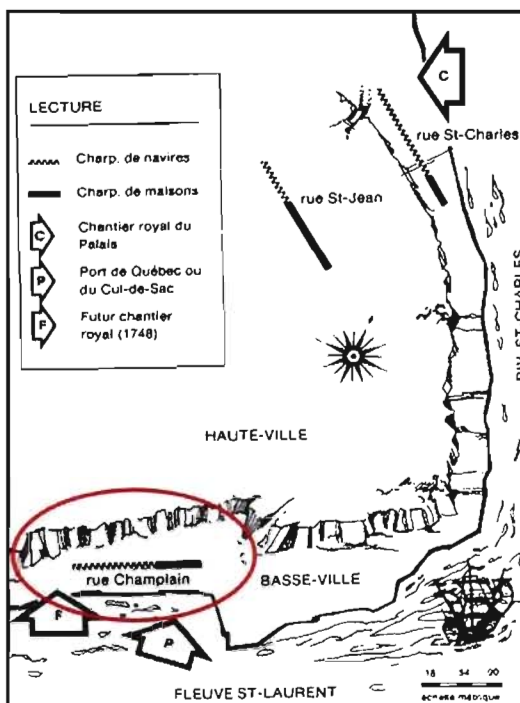 LECTURE
Charp. de navires
Charp. de maisons
C
Chantier royal du
Palais
P
Port de Québec ou
du Cul-de-Sac
F
Futur chantier
royal (1748)
C
rue St-Charles
rue St-Jean
RIV. ST-CHARLES
HAUTE-VILLE
rue Champlain
BASSE-VILLE
F
P
FLEUVE ST-LAURENT
18 54 90
échelle métrique